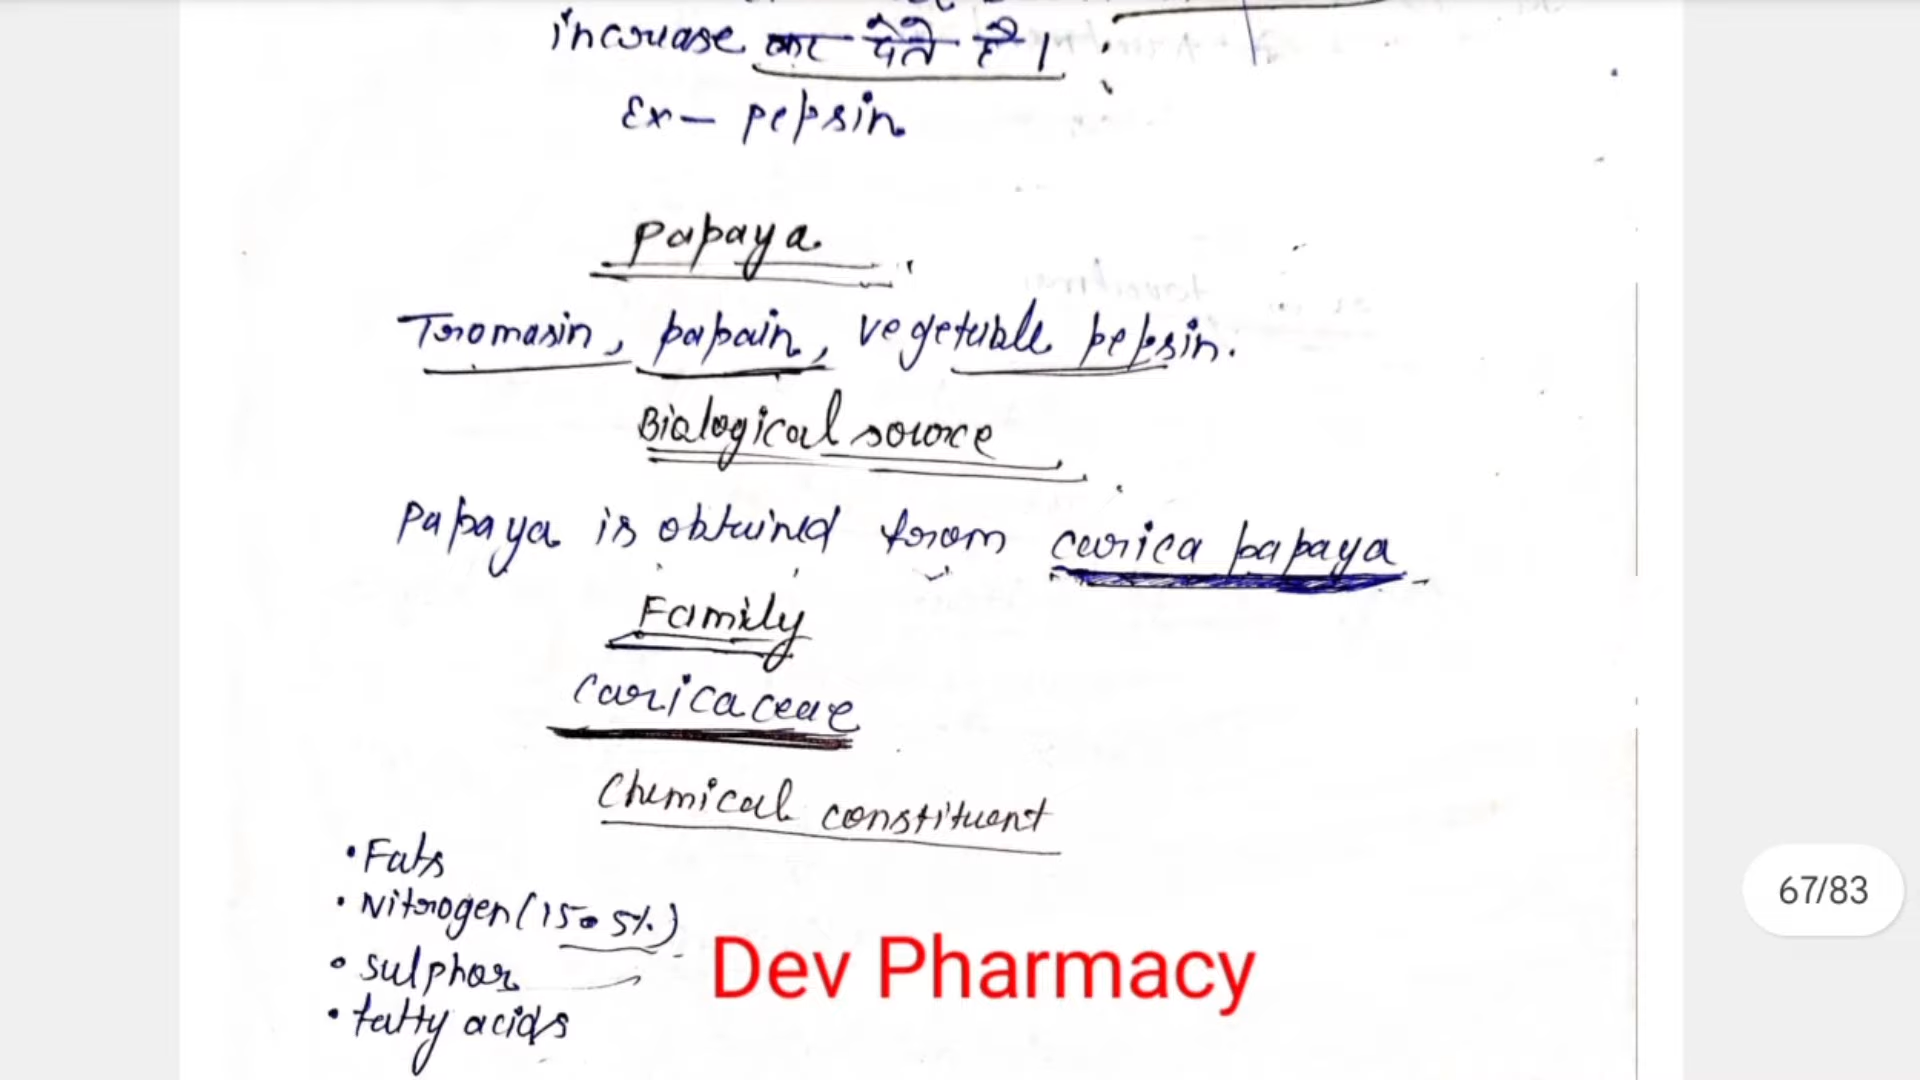 increase कर देते है।
Ex- pepsin
Papaya
Tromasin, papain, vegetable pepsin.
Biological source
Papaya is obtained from carica papaya
Family
Caricaceae
Chemical constituent
• Fats
• Nitrogen (15.5%)
• Sulphar
• fatty acids
Dev Pharmacy
67/83